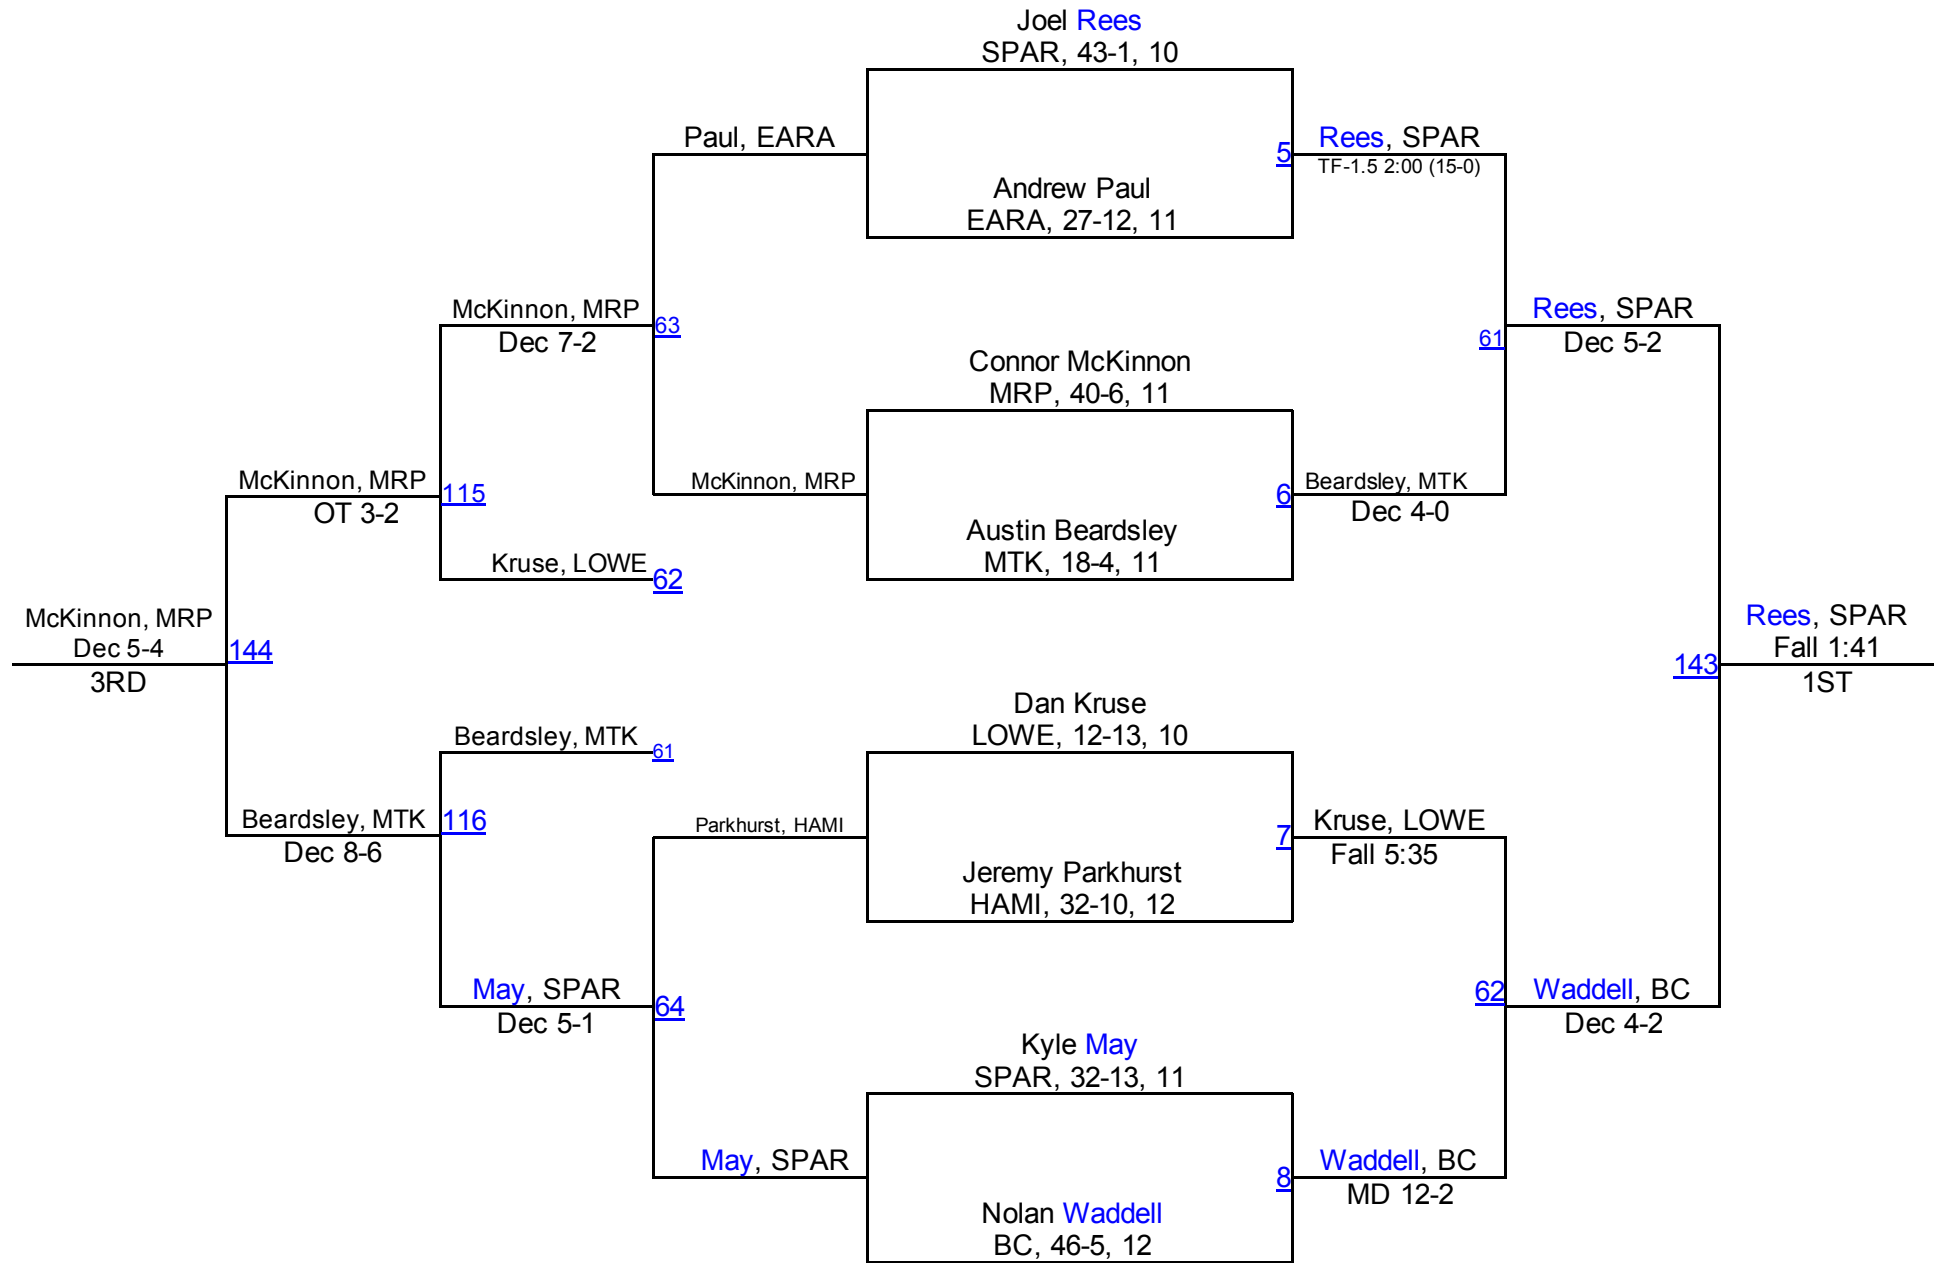 Joel Rees
SPAR, 43-1, 10
Paul, EARA
5
Rees, SPAR
TF-1.5 2:00 (15-0)
Andrew Paul
EARA, 27-12, 11
McKinnon, MRP
63
Dec 7-2
Rees, SPAR
61
Dec 5-2
Connor McKinnon
MRP, 40-6, 11
McKinnon, MRP
115
OT 3-2
McKinnon, MRP
6
Beardsley, MTK
Dec 4-0
Austin Beardsley
MTK, 18-4, 11
Kruse, LOWE
62
McKinnon, MRP
Dec 5-4
144
3RD
Rees, SPAR
Fall 1:41
143
1ST
Dan Kruse
LOWE, 12-13, 10
Beardsley, MTK
61
Beardsley, MTK
116
Dec 8-6
Parkhurst, HAMI
7
Kruse, LOWE
Fall 5:35
Jeremy Parkhurst
HAMI, 32-10, 12
May, SPAR
64
Dec 5-1
62
Waddell, BC
Dec 4-2
Kyle May
SPAR, 32-13, 11
May, SPAR
8
Waddell, BC
MD 12-2
Nolan Waddell
BC, 46-5, 12